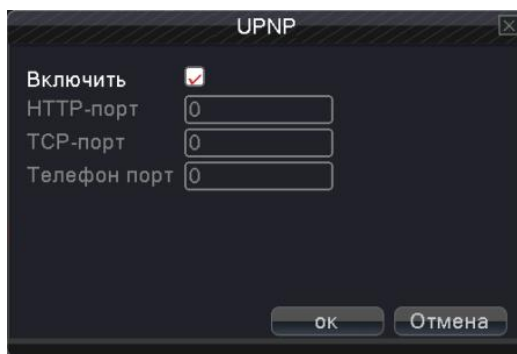 UPNP
Включить
HTTP-порт 0
TCP-порт 0
Телефон порт 0
ок Отмена